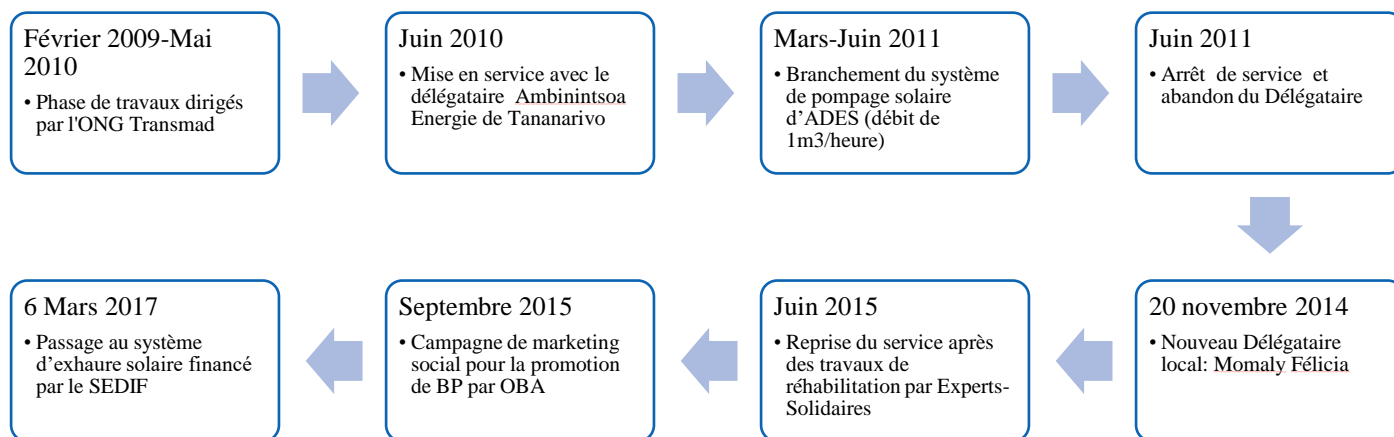 Février 2009-Mai
2010
• Phase de travaux dirigés
par l'ONG Transmad
Juin 2010
• Mise en service avec le
délégataire Ambinintsoa
Energie de Tananarivo
Mars-Juin 2011
• Branchement du système
de pompage solaire
d’ADES (débit de
1m3/heure)
Juin 2011
• Arrêt de service et
abandon du Délégataire
20 novembre 2014
• Nouveau Délégataire
local: Momaly Félicia
Juin 2015
• Reprise du service après
des travaux de
réhabilitation par Experts-
Solidaires
Septembre 2015
• Campagne de marketing
social pour la promotion
de BP par OBA
6 Mars 2017
• Passage au système
d’exhaure solaire financé
par le SEDIF